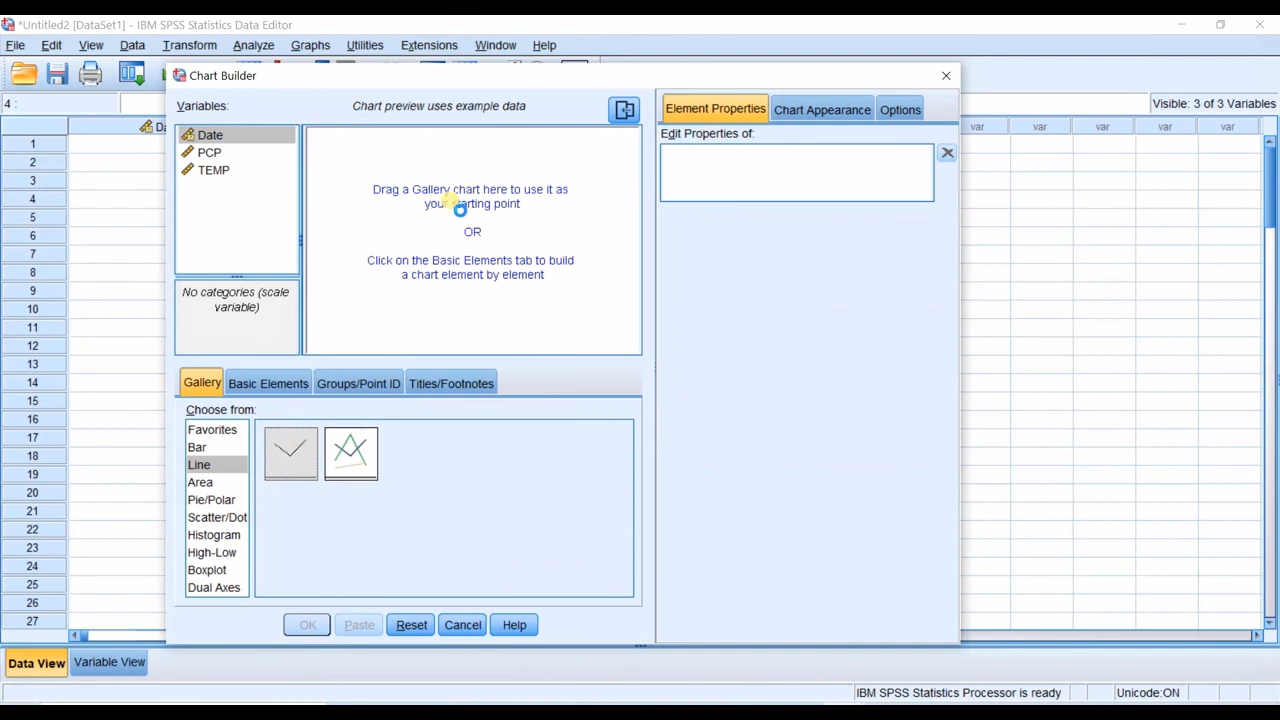 *Untitled2 [DataSet1] - IBM SPSS Statistics Data Editor
File Edit View Data Transform Analyze Graphs Utilities Extensions Window Help
Chart Builder
4 :
Visible: 3 of 3 Variables
Variables:
Chart preview uses example data
Element Properties Chart Appearance Options
Edit Properties of:
var var var var var
Date
PCP
TEMP
Drag a Gallery chart here to use it as
your starting point
OR
Click on the Basic Elements tab to build
a chart element by element
No categories (scale
variable)
Gallery Basic Elements Groups/Point ID Titles/Footnotes
Choose from:
Favorites
Bar
Line
Area
Pie/Polar
Scatter/Dot
Histogram
High-Low
Boxplot
Dual Axes
OK Paste Reset Cancel Help
1
2
3
4
5
6
7
8
9
10
11
12
13
14
15
16
17
18
19
20
21
22
23
24
25
26
27
Data View Variable View
IBM SPSS Statistics Processor is ready
Unicode:ON